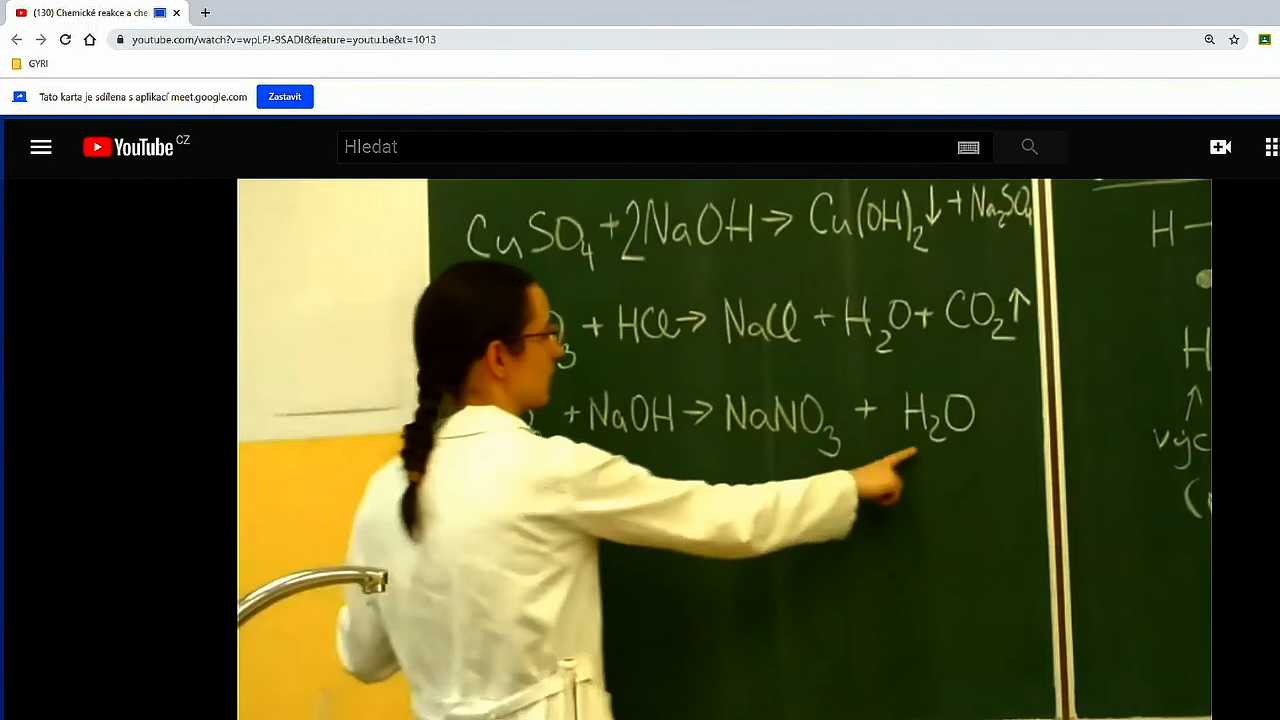 (130) Chemické reakce a che
youtube.com/watch?v=wpLFJ-9SADI&feature=youtu.be&t=1013
GYRI
Tato karta je sdílena s aplikací meet.google.com
Zastavit
YouTube CZ
Hledat
CuSO₄ + 2NaOH → Cu(OH)₂↓ + Na₂SO₄
₃ + HCl → NaCl + H₂O + CO₂↑
+ NaOH → NaNO₃ + H₂O
H –
H
↑
výc
(